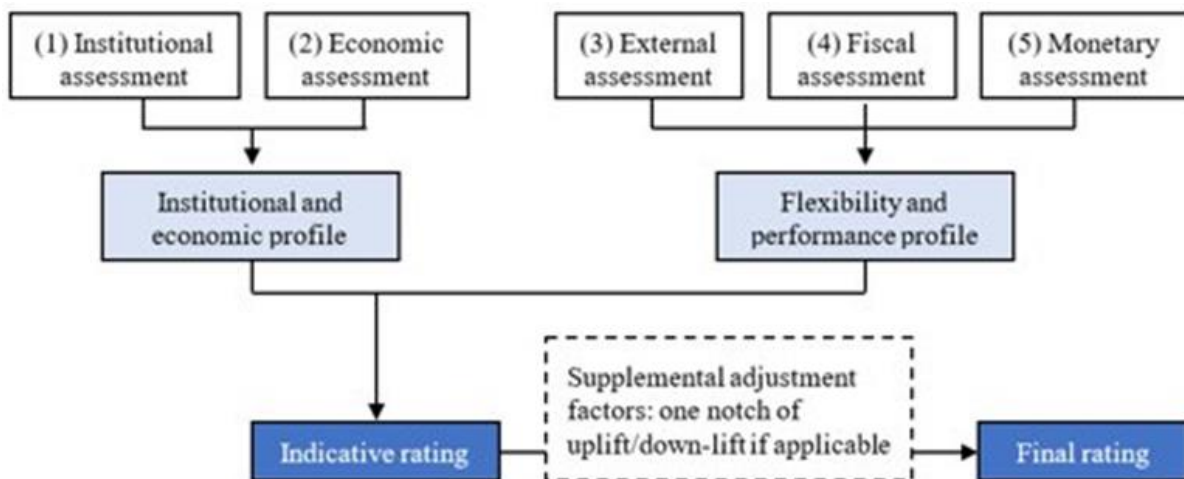 (1) Institutional
assessment
(2) Economic
assessment
(3) External
assessment
(4) Fiscal
assessment
(5) Monetary
assessment
Institutional and
economic profile
Flexibility and
performance profile
Supplemental adjustment
factors: one notch of
uplift/down-lift if applicable
Indicative rating
Final rating